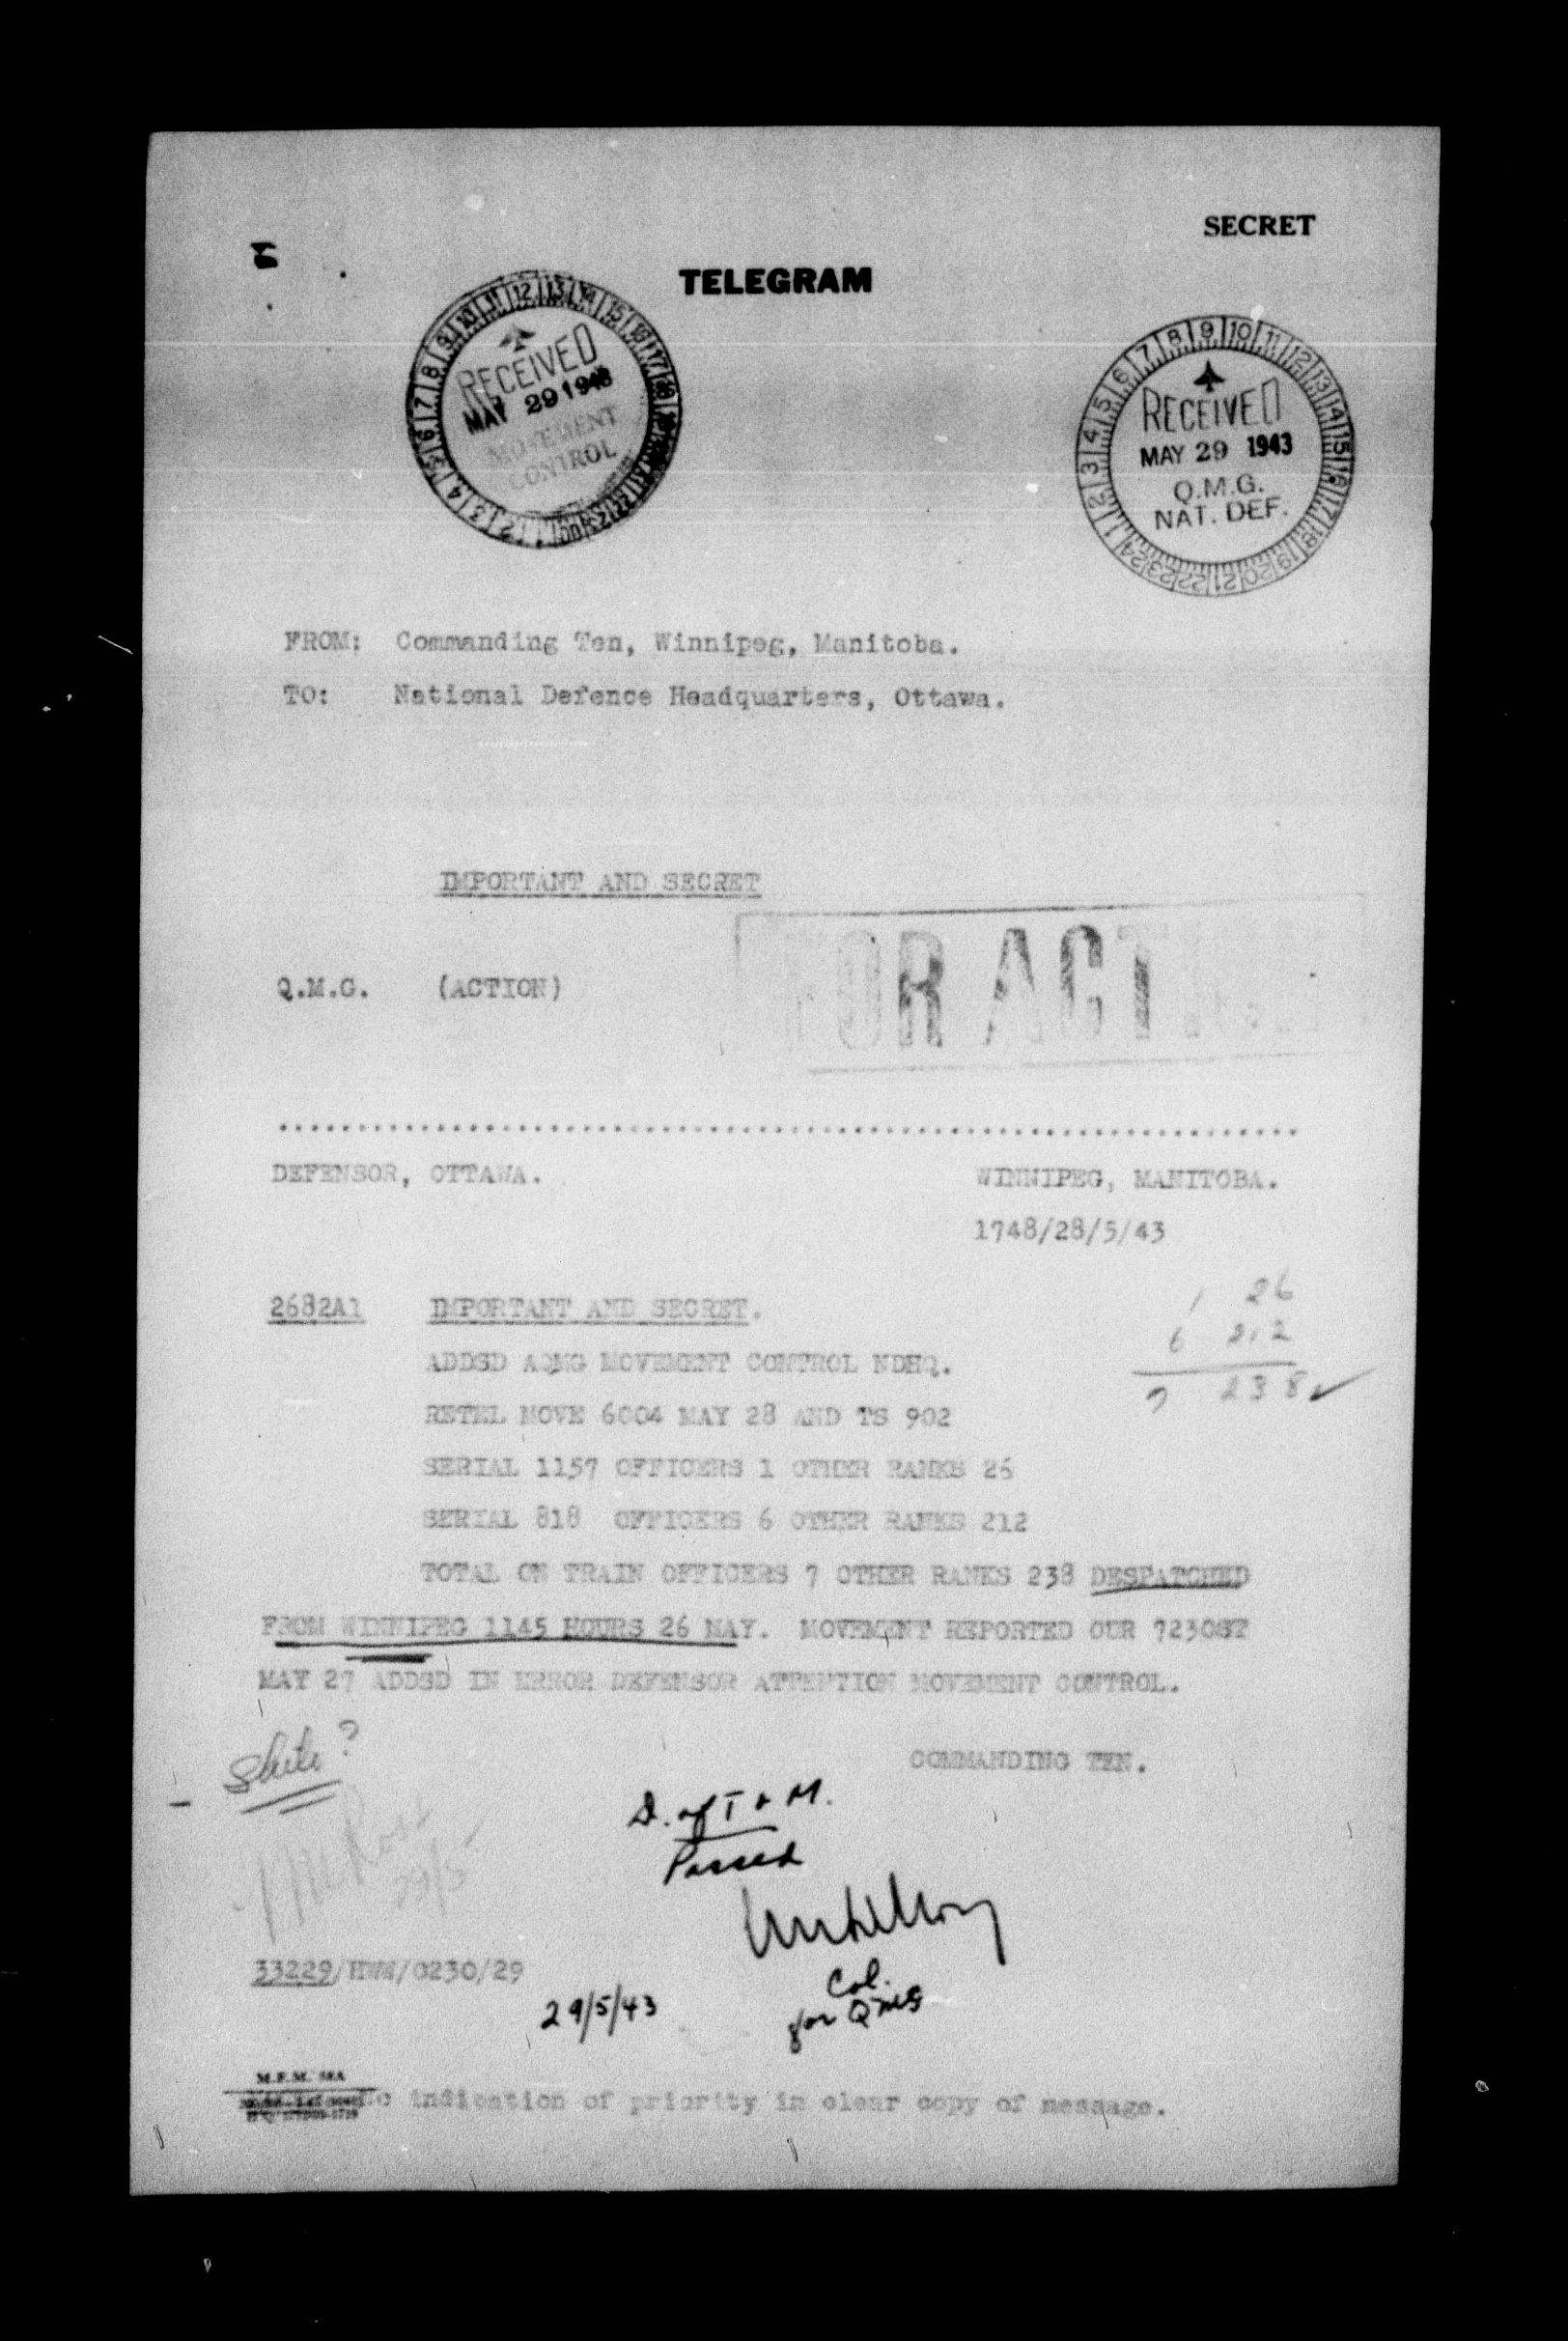 SECRET
TELEGRAM
RECEIVED
MAY 29 1943
MOVEMENT
CONTROL
RECEIVED
MAY 29 1943
Q.M.G.
NAT. DEF.
FROM: Commanding Ten, Winnipeg, Manitoba.
TO: National Defence Headquarters, Ottawa.
IMPORTANT AND SECRET
FOR ACT
Q.M.G. (ACTION)
DEFENSOR, OTTAWA. WINNIPEG, MANITOBA.
1748/28/5/43
1 26
6 212
7 238 ✓
2682A1 IMPORTANT AND SECRET.
ADDSD AQMG MOVEMENT CONTROL NDHQ.
RETEL MOVE 6004 MAY 28 AND TS 902
SERIAL 1157 OFFICERS 1 OTHER RANKS 26
SERIAL 818 OFFICERS 6 OTHER RANKS 212
TOTAL ON TRAIN OFFICERS 7 OTHER RANKS 238 DESPATCHED
FROM WINNIPEG 1145 HOURS 26 MAY. MOVEMENT REPORTED OUR 7230ST
MAY 27 ADDSD IN ERROR DEFENSOR ATTENTION MOVEMENT CONTROL.
COMMANDING TEN.
D. of T & M.
Passed
29/5
Col.
for QMG
33229/HWW/0230/29
29/5/43
M.F.M. 58A
indication of priority in clear copy of message.